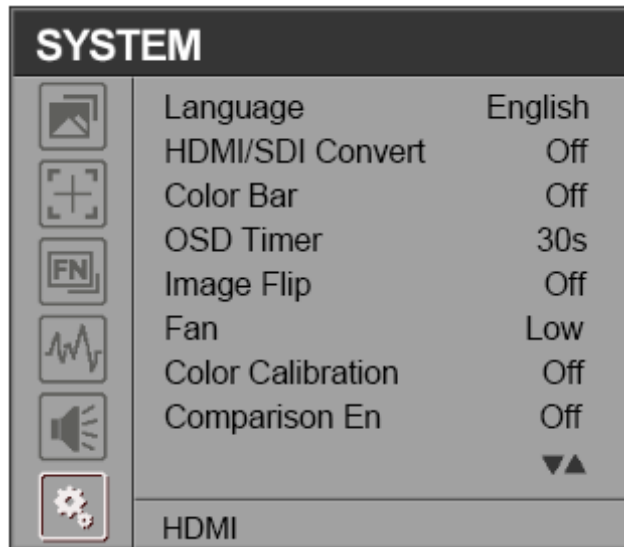 SYSTEM
Language English
HDMI/SDI Convert Off
Color Bar Off
OSD Timer 30s
Image Flip Off
FN
Fan Low
Color Calibration Off
Comparison En Off
▼▲
HDMI